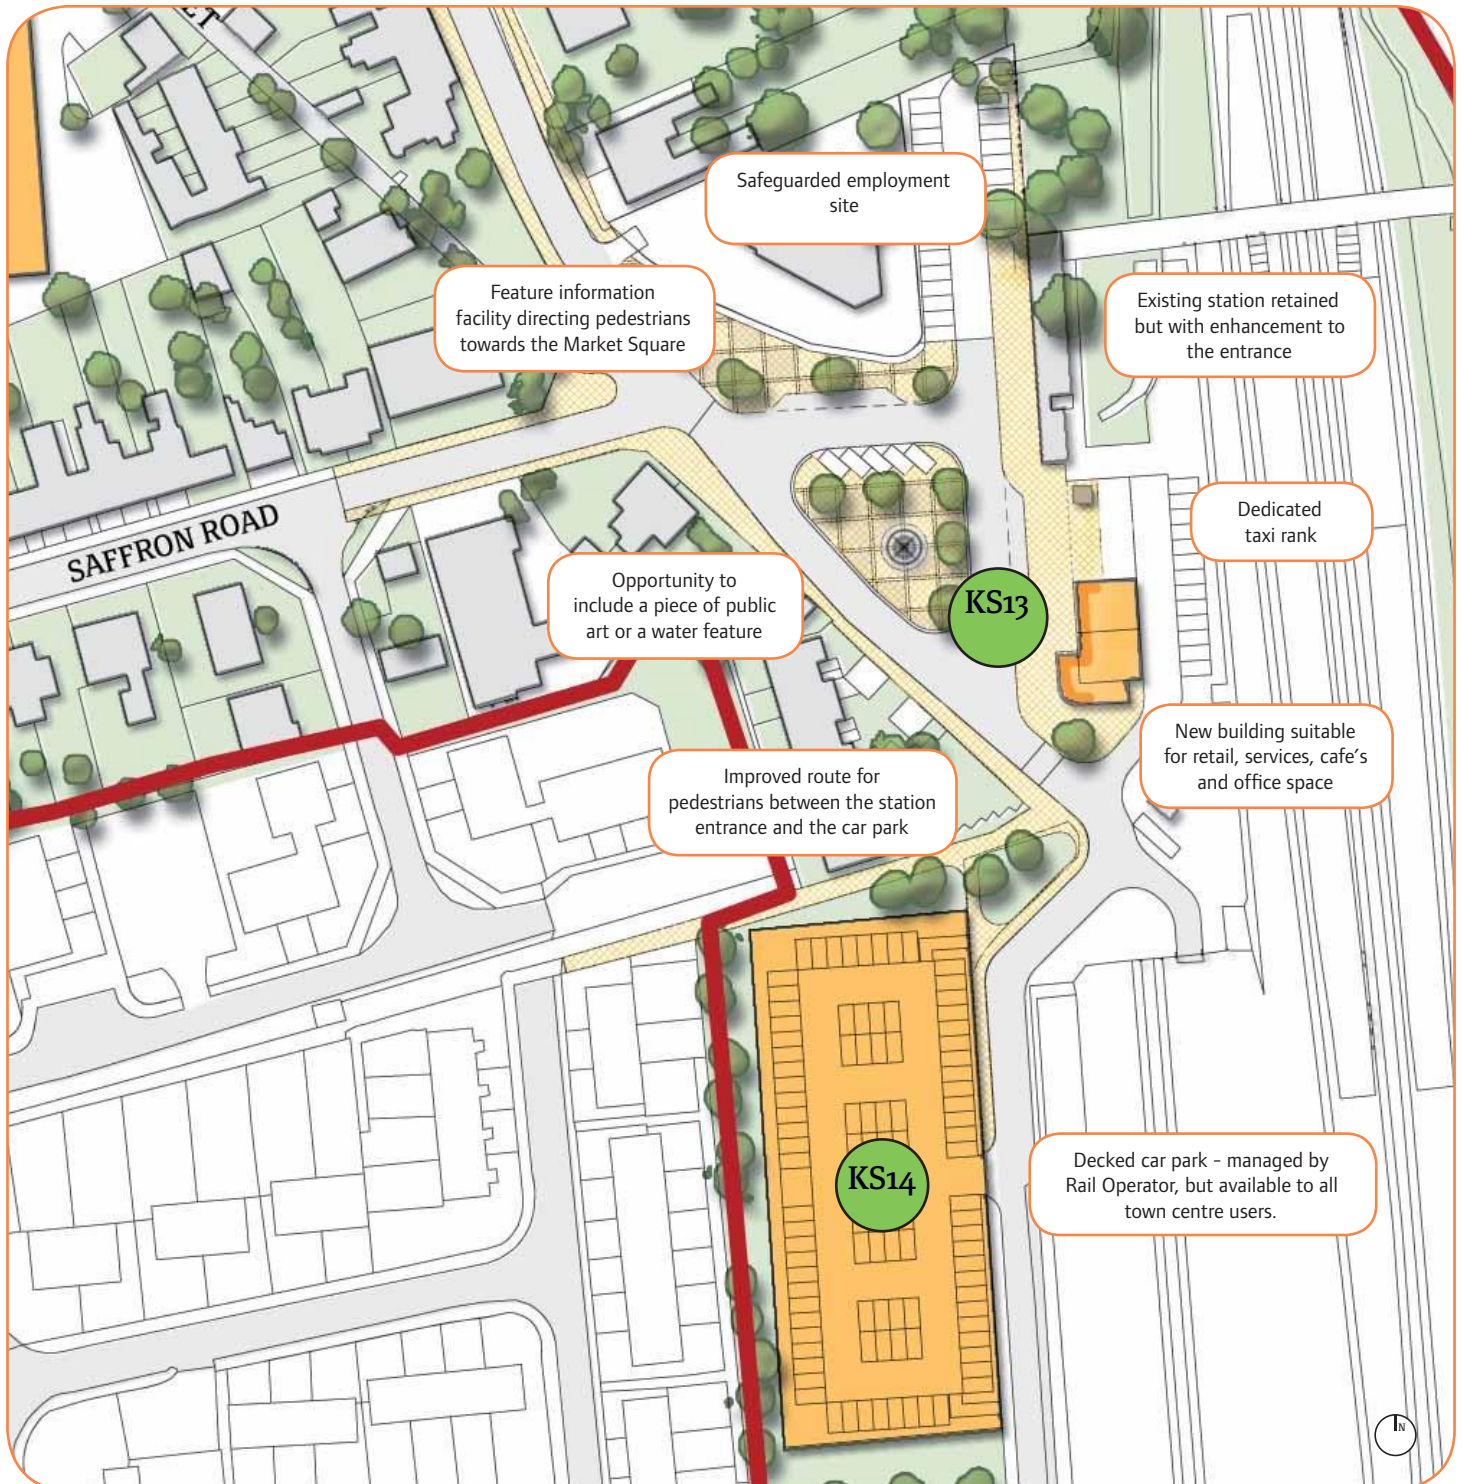 ET
Safeguarded employment
site
Feature information
facility directing pedestrians
towards the Market Square
Existing station retained
but with enhancement to
the entrance
Dedicated
taxi rank
SAFFRON ROAD
Opportunity to
include a piece of public
art or a water feature
KS13
New building suitable
for retail, services, cafe's
and office space
Improved route for
pedestrians between the station
entrance and the car park
KS14
Decked car park - managed by
Rail Operator, but available to all
town centre users.
N